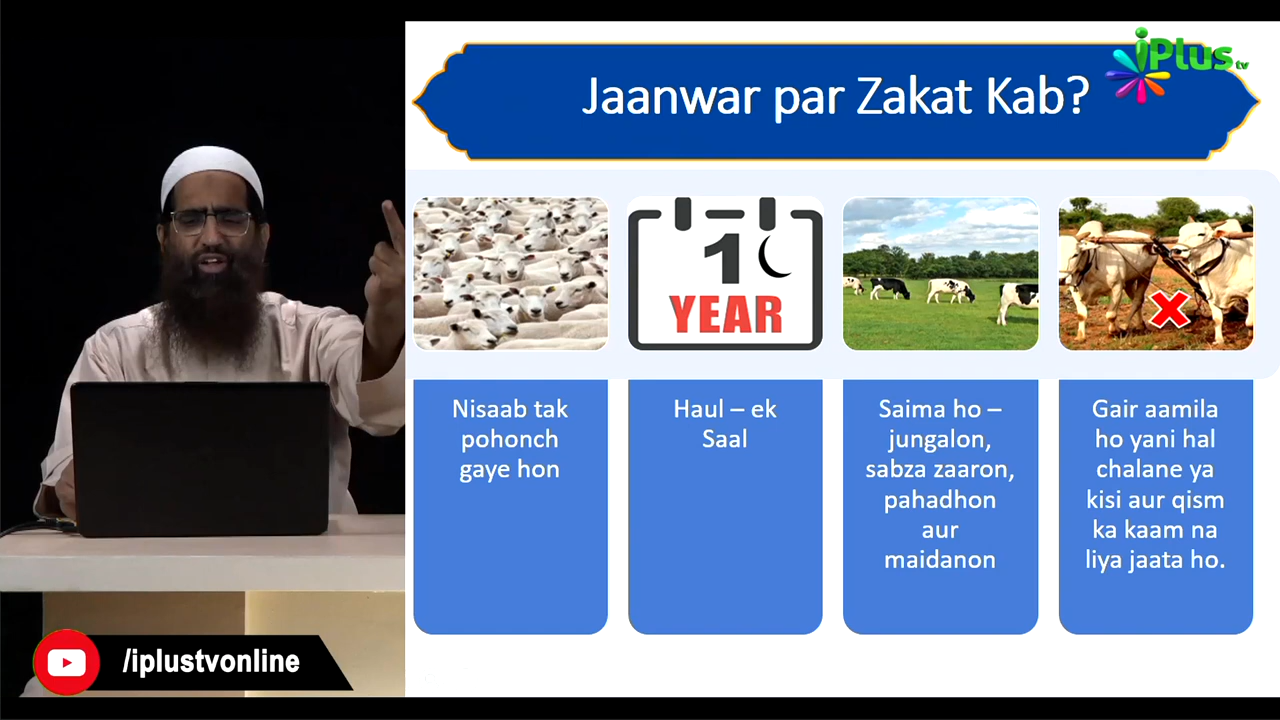 Jaanwar par Zakat Kab?
iPlus tv
1
YEAR
Nisaab tak
pohonch
gaye hon
Haul – ek
Saal
Saima ho –
jungalon,
sabza zaaron,
pahadhon
aur
maidanon
Gair aamila
ho yani hal
chalane ya
kisi aur qism
ka kaam na
liya jaata ho.
/iplustvonline